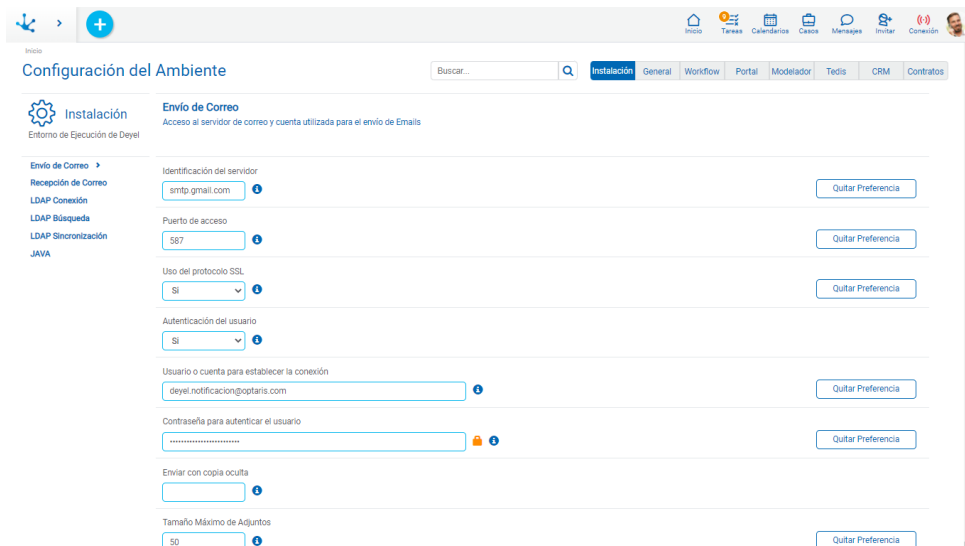 9
Inicio
Tareas
Calendarios
Casos
Mensajes
Invitar
Conexión
Inicio
Configuración del Ambiente
Buscar...
Instalación
General
Workflow
Portal
Modelador
Tedis
CRM
Contratos
Instalación
Entorno de Ejecución de Deyel
Envío de Correo
Recepción de Correo
LDAP Conexión
LDAP Búsqueda
LDAP Sincronización
JAVA
Envío de Correo
Acceso al servidor de correo y cuenta utilizada para el envío de Emails
Identificación del servidor
smtp.gmail.com
Quitar Preferencia
Puerto de acceso
587
Quitar Preferencia
Uso del protocolo SSL
Si
Quitar Preferencia
Autenticación del usuario
Si
Usuario o cuenta para establecer la conexión
deyel.notificacion@optaris.com
Quitar Preferencia
Contraseña para autenticar el usuario
Quitar Preferencia
Enviar con copia oculta
Tamaño Máximo de Adjuntos
50
Quitar Preferencia